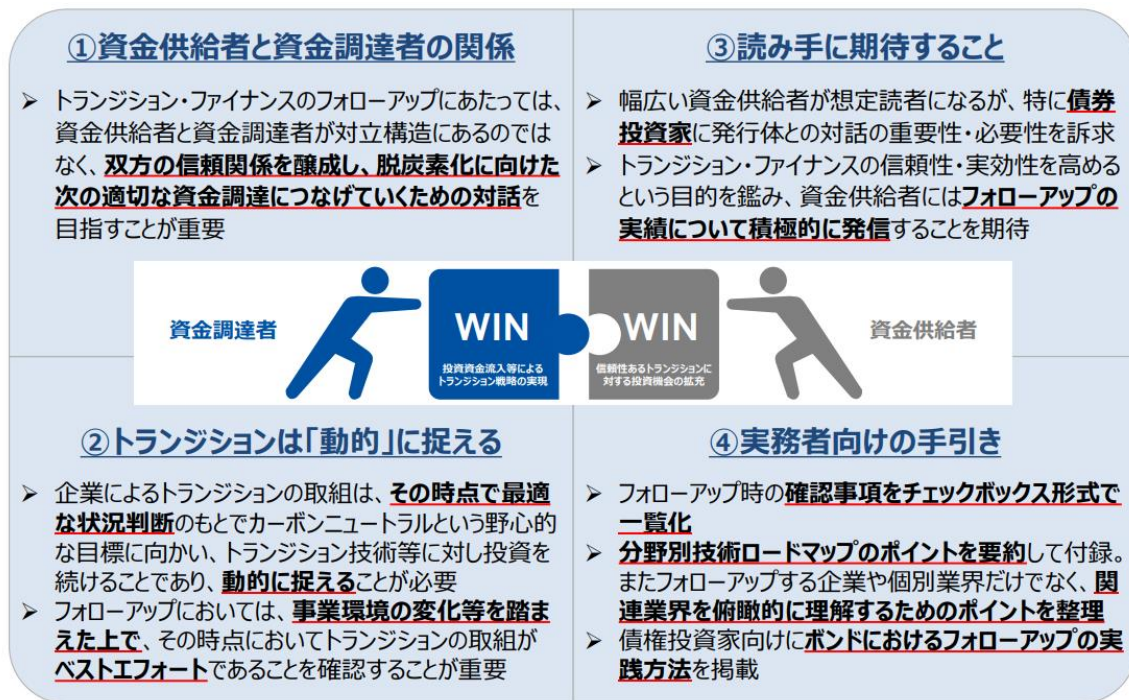 ①資金供給者と資金調達者の関係
➢ トランジション・ファイナンスのフォローアップにあたっては、
資金供給者と資金調達者が対立構造にあるのでは
なく、双方の信頼関係を醸成し、脱炭素化に向けた
次の適切な資金調達につなげていくための対話を
目指すことが重要
③読み手に期待すること
➢ 幅広い資金供給者が想定読者になるが、特に債券
投資家に発行体との対話の重要性・必要性を訴求
➢ トランジション・ファイナンスの信頼性・実効性を高める
という目的を鑑み、資金供給者にはフォローアップの
実績について積極的に発信することを期待
資金調達者
WIN
投資資金流入等による
トランジション戦略の実現
WIN
信頼性あるトランジションに
対する投資機会の拡充
資金供給者
②トランジションは「動的」に捉える
➢ 企業によるトランジションの取組は、その時点で最適
な状況判断のもとでカーボンニュートラルという野心的
な目標に向かい、トランジション技術等に対し投資を
続けることであり、動的に捉えることが必要
➢ フォローアップにおいては、事業環境の変化等を踏ま
えた上で、その時点においてトランジションの取組が
ベストエフォートであることを確認することが重要
④実務者向けの手引き
➢ フォローアップ時の確認事項をチェックボックス形式で
一覧化
➢ 分野別技術ロードマップのポイントを要約して付録。
またフォローアップする企業や個別業界だけでなく、関
連業界を俯瞰的に理解するためのポイントを整理
➢ 債権投資家向けにボンドにおけるフォローアップの実
践方法を掲載